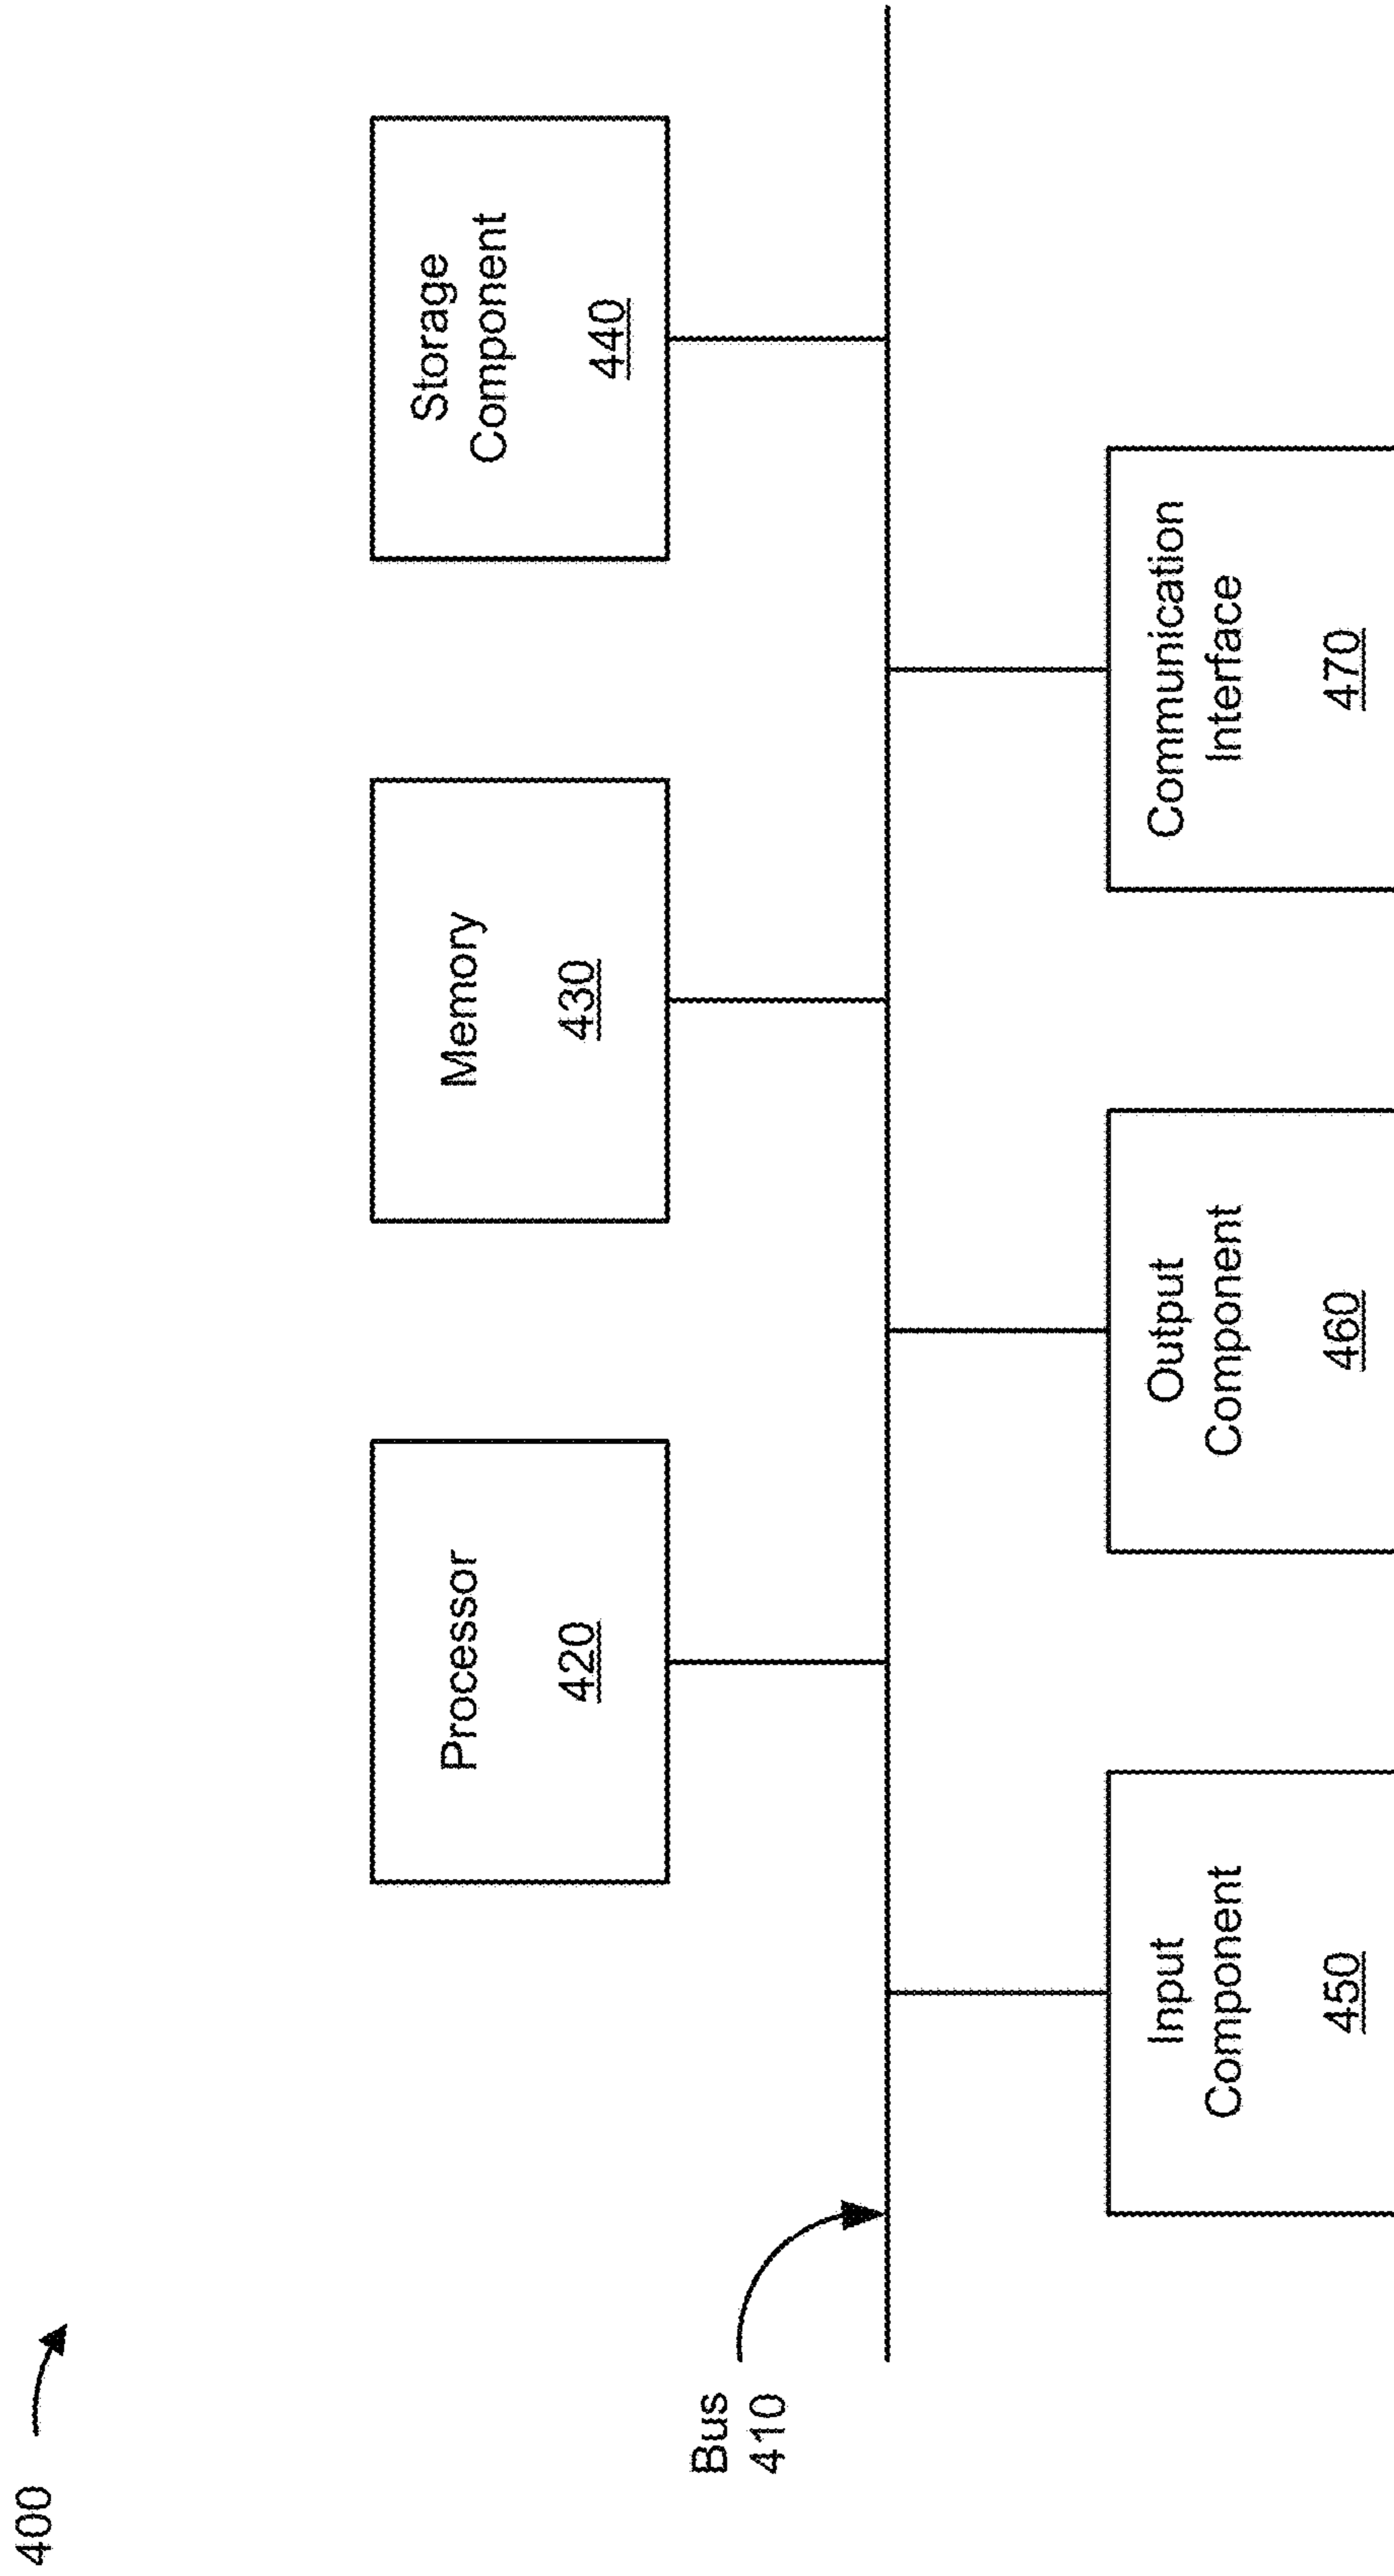 400
Processor
420
Memory
430
Storage
Component
440
Bus
410
Input
Component
450
Output
Component
460
Communication
Interface
470